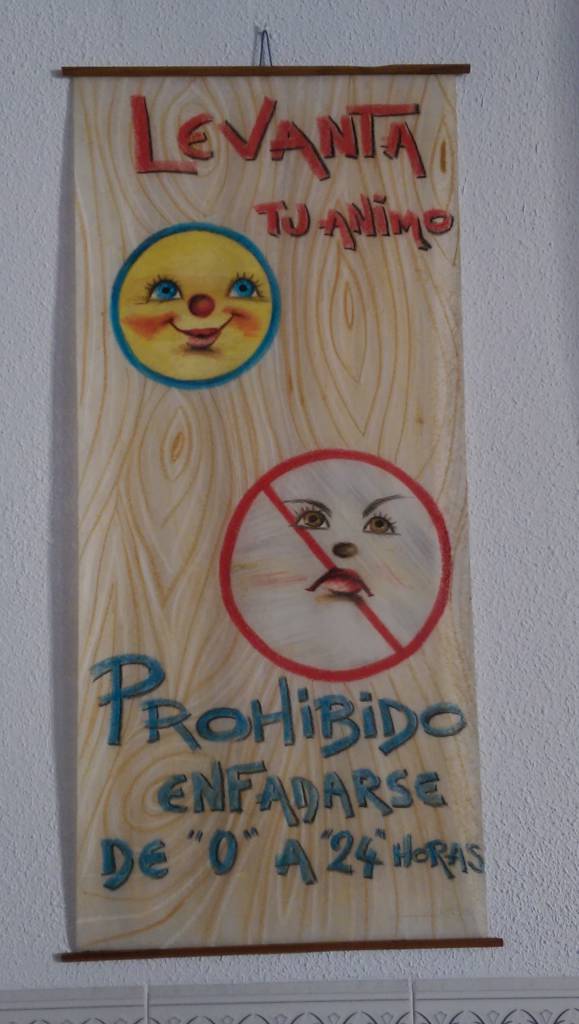 LEVANTA
TU ANiMO
PROHiBiDO
ENFADARSE
DE "0" A "24" HORAS